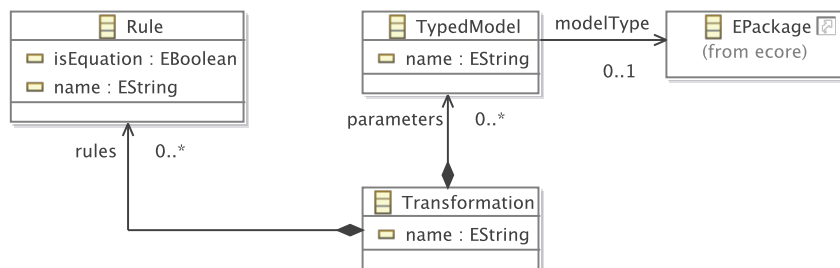 Rule
isEquation : EBoolean
name : EString
rules
0..*
TypedModel
name : EString
modelType
0..1
EPackage
(from ecore)
parameters
0..*
Transformation
name : EString